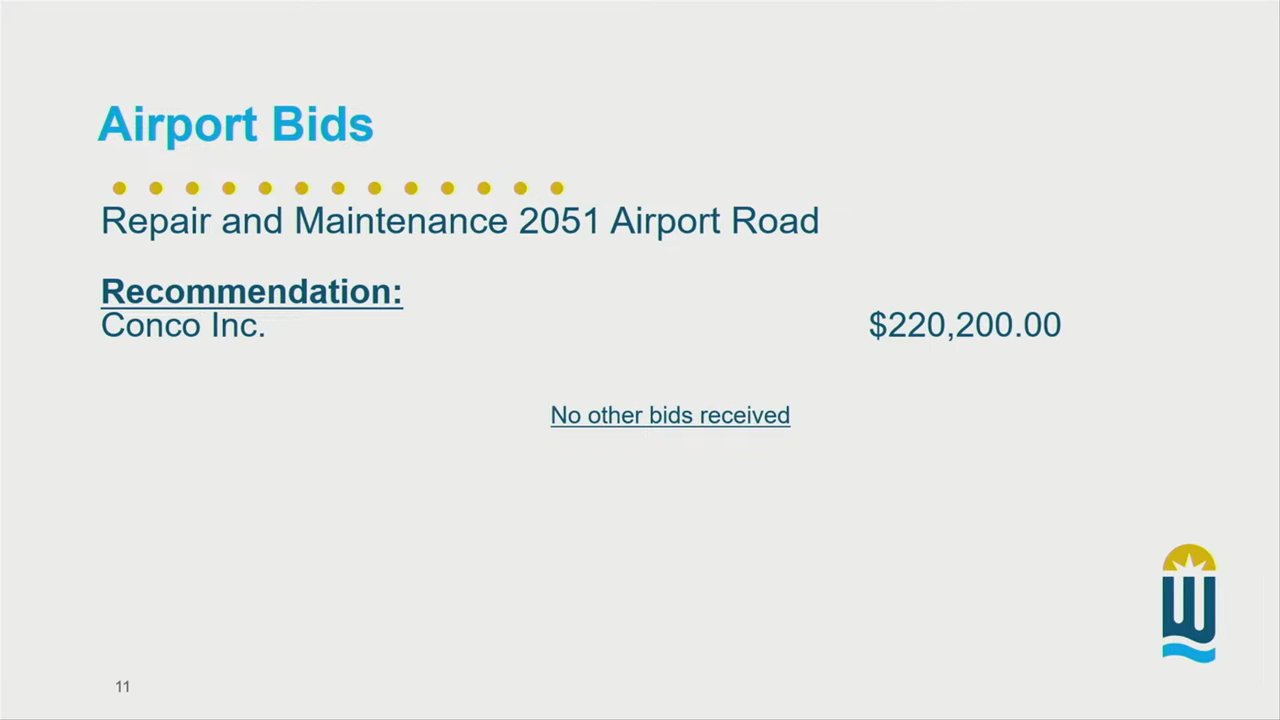 Airport Bids
Repair and Maintenance 2051 Airport Road
Recommendation:
Conco Inc. $220,200.00
No other bids received
11